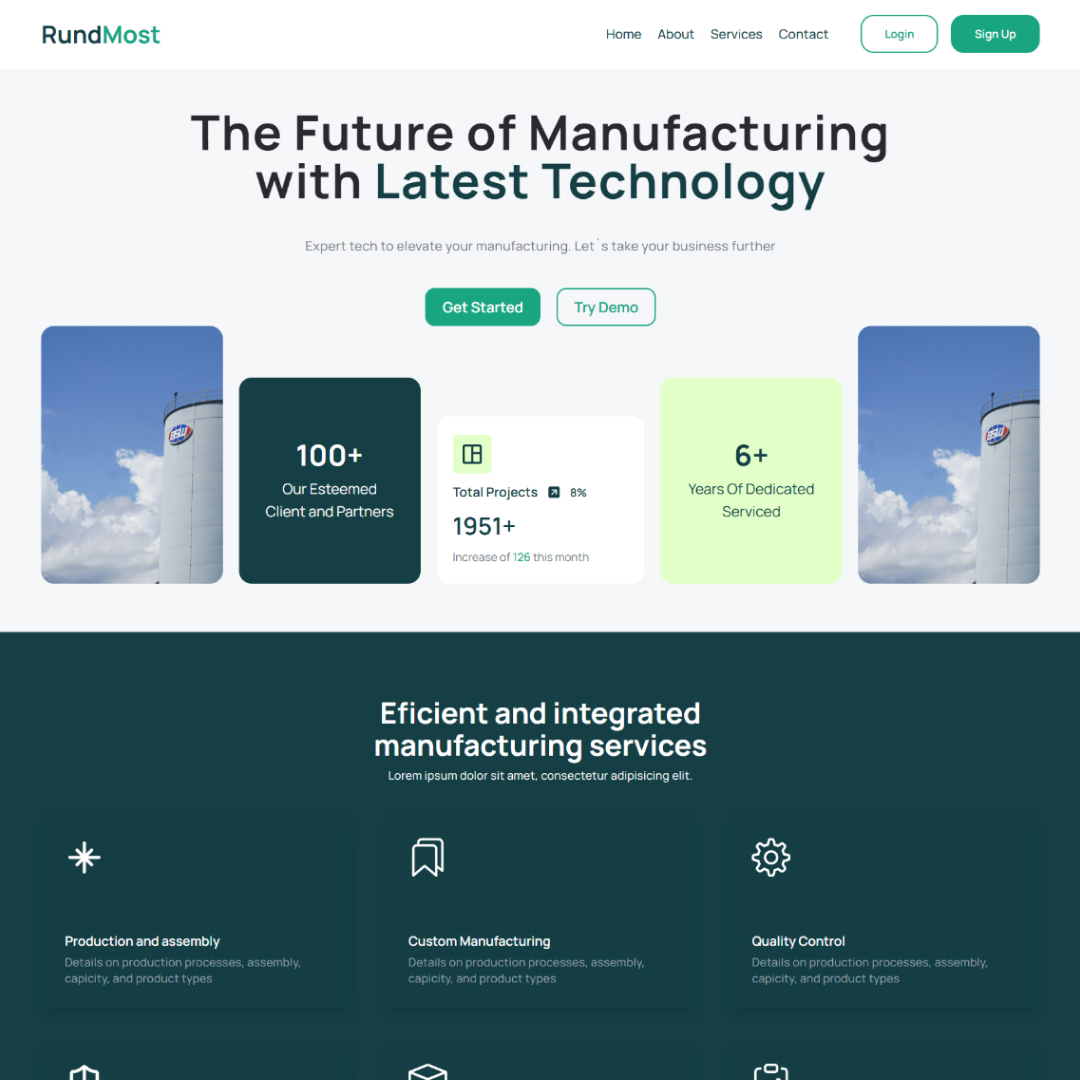 RundMost
Home About Services Contact Login Sign Up
The Future of Manufacturing
with Latest Technology
Expert tech to elevate your manufacturing. Let`s take your business further
Get Started Try Demo
100+
Our Esteemed
Client and Partners
Total Projects 8%
1951+
Increase of 126 this month
6+
Years Of Dedicated
Serviced
Eficient and integrated
manufacturing services
Lorem ipsum dolor sit amet, consectetur adipisicing elit.
Production and assembly
Details on production processes, assembly,
capicity, and product types
Custom Manufacturing
Details on production processes, assembly,
capicity, and product types
Quality Control
Details on production processes, assembly,
capicity, and product types